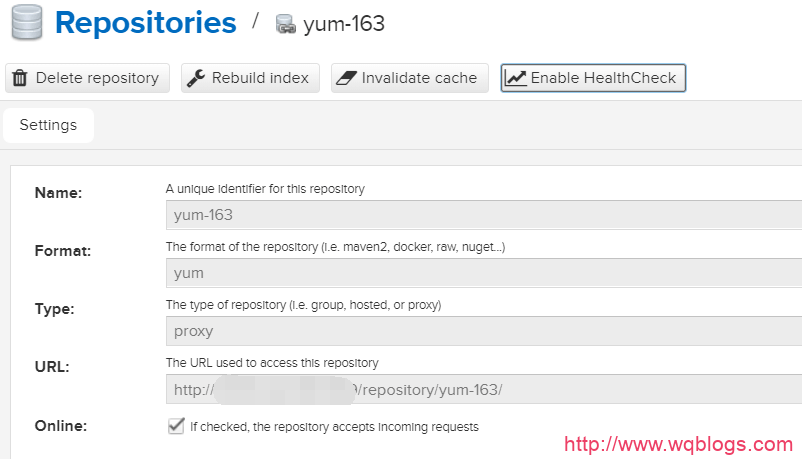 Repositories / yum-163
Delete repository Rebuild index Invalidate cache Enable HealthCheck
Settings
Name: A unique identifier for this repository
yum-163
Format: The format of the repository (i.e. maven2, docker, raw, nuget...)
yum
Type: The type of repository (i.e. group, hosted, or proxy)
proxy
URL: The URL used to access this repository
http:// 9/repository/yum-163/
Online: If checked, the repository accepts incoming requests
http://www.wqblogs.com